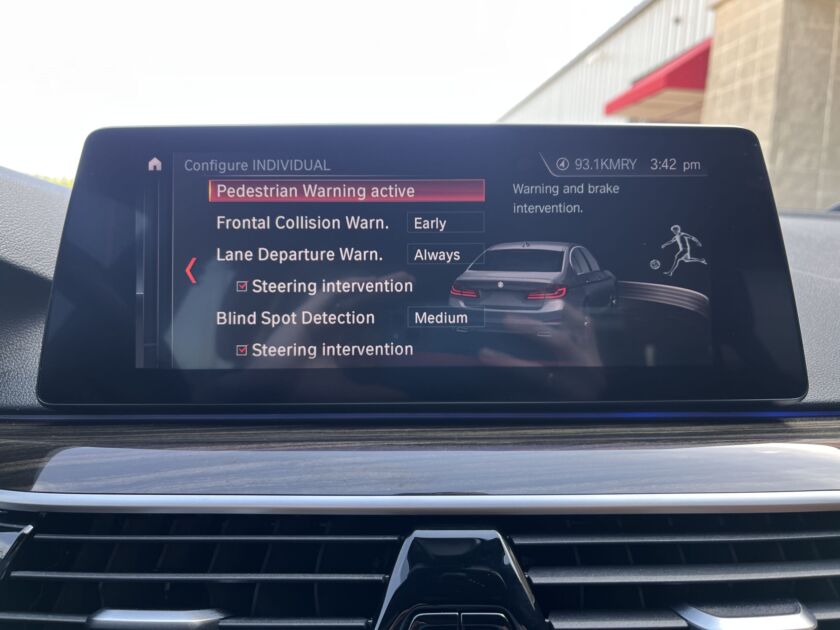 Configure INDIVIDUAL
93.1KMRY 3:42 pm
Pedestrian Warning active
Warning and brake
intervention.
Frontal Collision Warn. Early
Lane Departure Warn. Always
Steering intervention
Blind Spot Detection Medium
Steering intervention